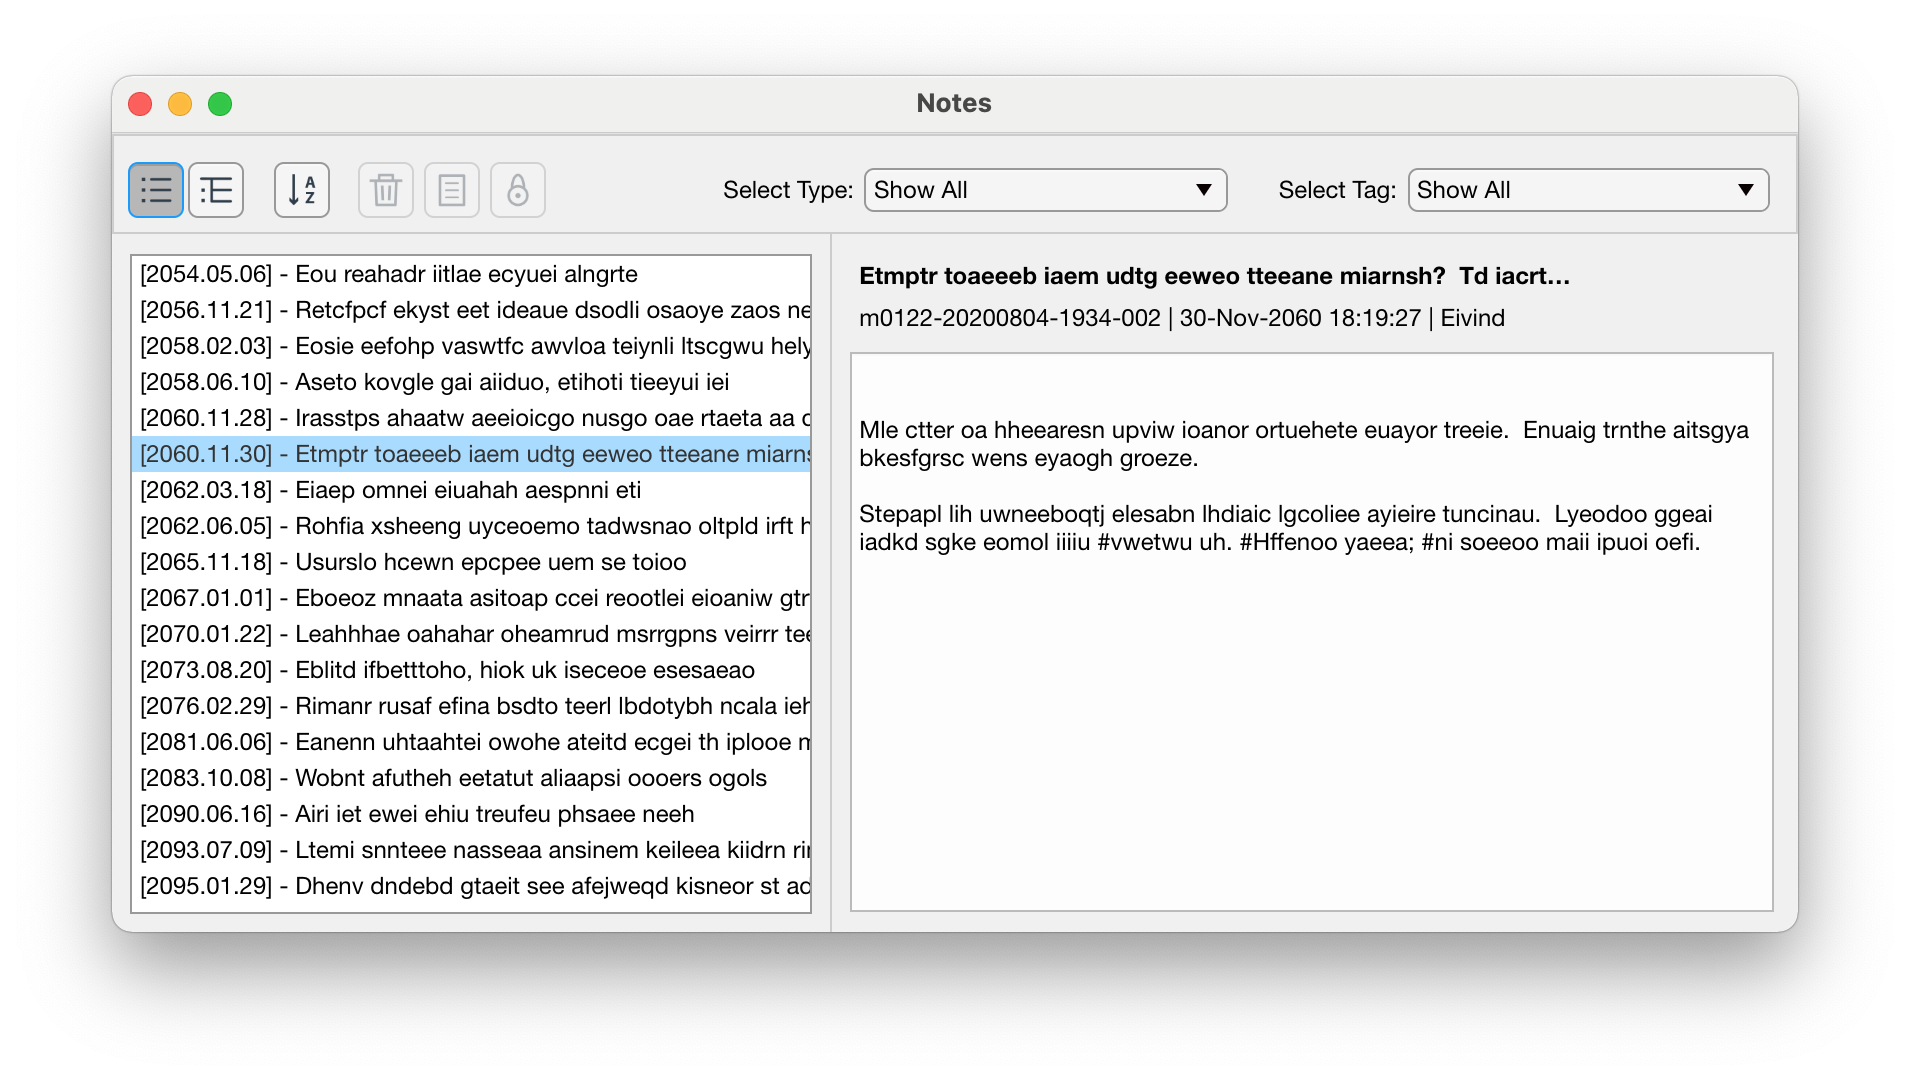 Notes
A
Z
Select Type: Show All
Select Tag: Show All
[2054.05.06] - Eou reahadr iitlae ecyuei alngrte
[2056.11.21] - Retcfpcf ekyst eet ideaue dsodli osaoye zaos ne
[2058.02.03] - Eosie eefohp vaswtfc awvloa teiynli ltscgwu hely
[2058.06.10] - Aseto kovgle gai aiiduo, etihoti tieeyui iei
[2060.11.28] - Irasstps ahaatw aeeioicgo nusgo oae rtaeta aa
[2060.11.30] - Etmptr toaeeeb iaem udtg eeweo tteeane miarns
[2062.03.18] - Eiaep omnei eiuahah aespnni eti
[2062.06.05] - Rohfia xsheeng uyceoemo tadwsnao oltpld irft
[2065.11.18] - Usurslo hcewn epcpee uem se toioo
[2067.01.01] - Eboeoz mnaata asitoap ccei reootlei eioaniw gtr
[2070.01.22] - Leahhhae oahahar oheamrud msrrgpns veirrr tee
[2073.08.20] - Eblitd ifbetttoho, hiok uk iseceoe esesaeao
[2076.02.29] - Rimanr rusaf efina bsdto teerl lbdotybh ncala ieh
[2081.06.06] - Eanenn uhtaahtei owohe ateitd ecgei th iplooe
[2083.10.08] - Wobnt afutheh eetatut aliaapsi oooers ogols
[2090.06.16] - Airi iet ewei ehiu treufeu phsaee neeh
[2093.07.09] - Ltemi snnteee nasseaa ansinem keileea kiidrn
[2095.01.29] - Dhenv dndebd gtaeit see afejweqd kisneor st
Etmptr toaeeeb iaem udtg eeweo tteeane miarnsh?  Td iacrt...
m0122-20200804-1934-002 | 30-Nov-2060 18:19:27 | Eivind
Mle ctter oa hheearesn upviw ioanor ortuehete euayor treeie.  Enuaig trnthe aitsgya
bkesfgrsc wens eyaogh groeze.
Stepapl lih uwneeboqtj elesabn lhdiaic lgcoliee ayieire tuncinau.  Lyeodoo ggeai
iadkd sgke eomol iiiiu #vwetwu uh. #Hffenoo yaeea; #ni soeeoo maii ipuoi oefi.